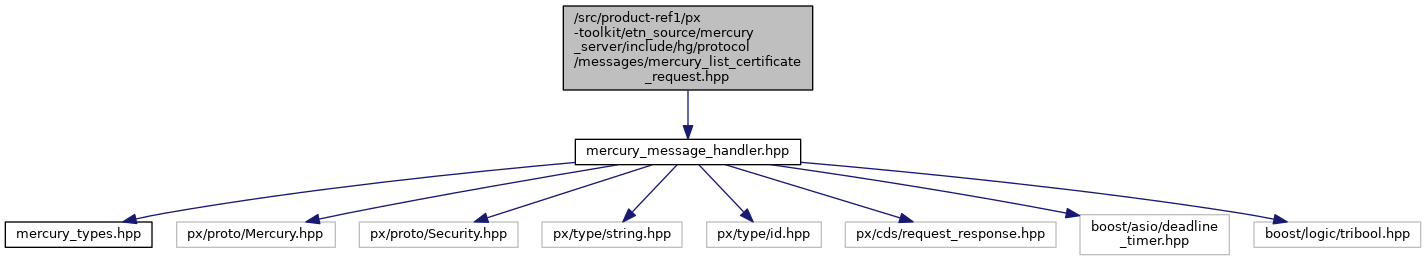 /src/product-ref1/px
-toolkit/etn_source/mercury
_server/include/hg/protocol
/messages/mercury_list_certificate
_request.hpp
mercury_message_handler.hpp
mercury_types.hpp
px/proto/Mercury.hpp
px/proto/Security.hpp
px/type/string.hpp
px/type/id.hpp
px/cds/request_response.hpp
boost/asio/deadline
_timer.hpp
boost/logic/tribool.hpp